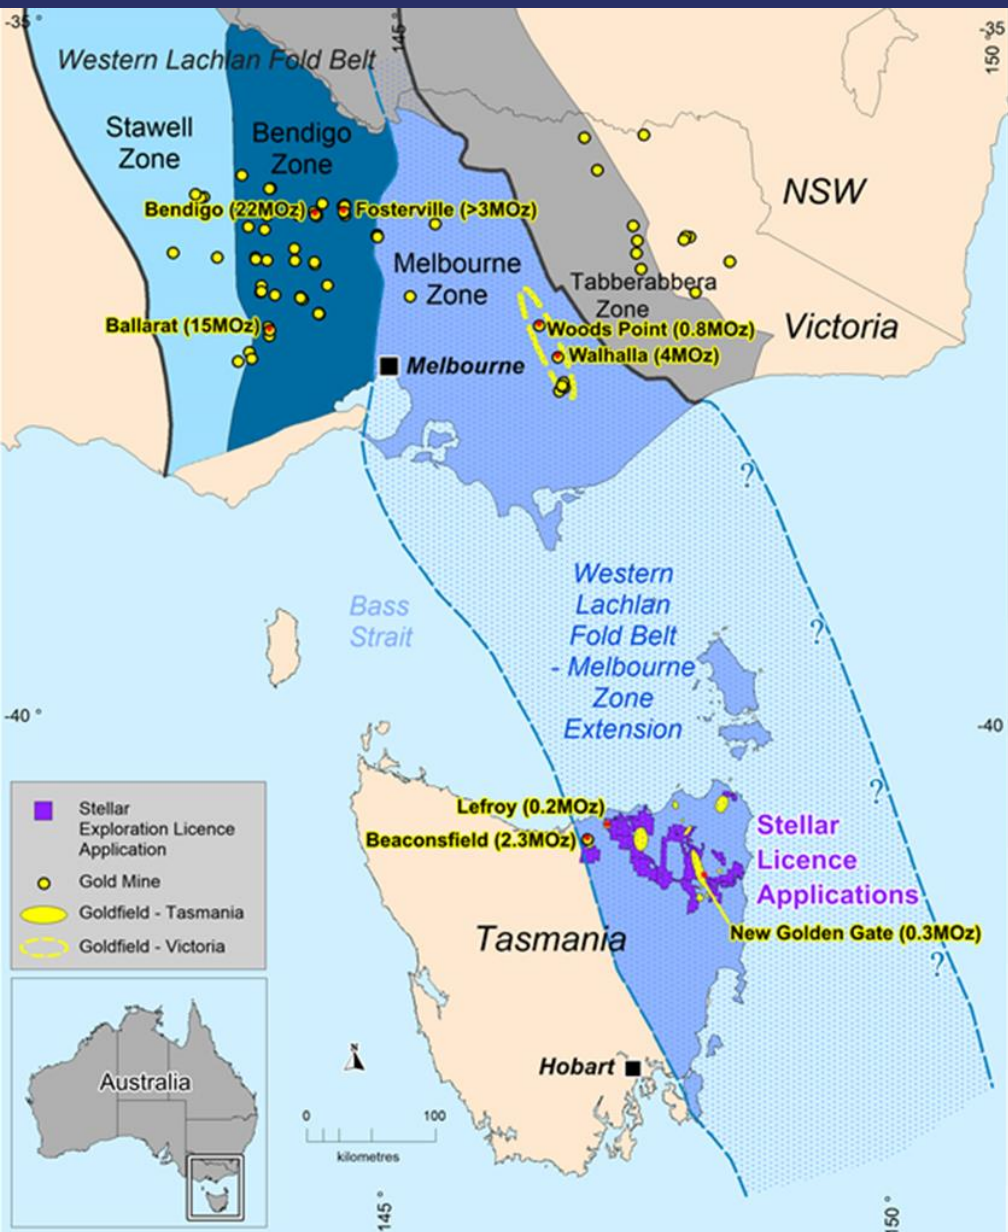 -35 °
145 °
-35
150 °
Western Lachlan Fold Belt
Stawell
Zone
Bendigo
Zone
NSW
Bendigo (22MOz)
Fosterville (>3MOz)
Melbourne
Zone
Tabberabbera
Zone
Ballarat (15MOz)
Woods Point (0.8MOz)
Victoria
Walhalla (4MOz)
Melbourne
?
Western
Lachlan
Fold Belt
- Melbourne
Zone
Extension
Bass
Strait
?
-40 °
-40
?
Stellar
Exploration Licence
Application
Gold Mine
Goldfield - Tasmania
Goldfield - Victoria
Lefroy (0.2MOz)
Beaconsfield (2.3MOz)
Stellar
Licence
Applications
New Golden Gate (0.3MOz)
Tasmania
?
Australia
N
Hobart
0
100
kilometres
145 °
150 °